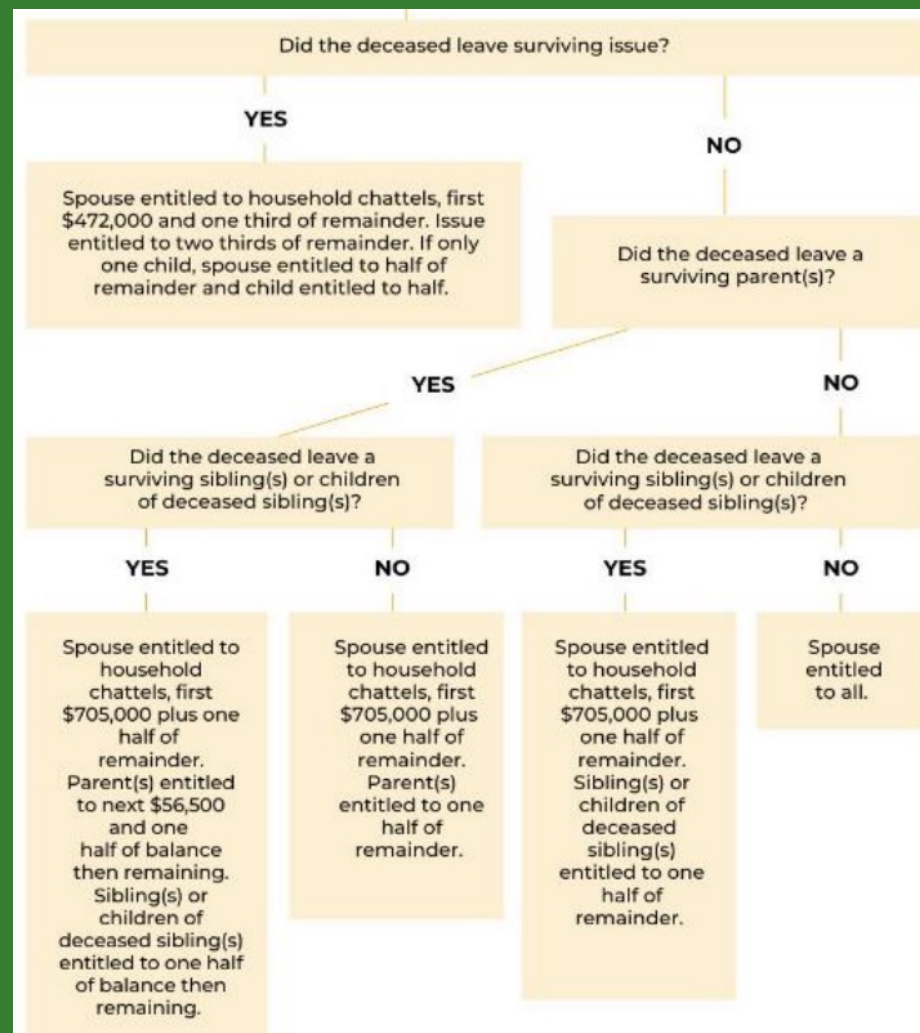 Did the deceased leave surviving issue?
YES
NO
Spouse entitled to household chattels, first
$472,000 and one third of remainder. Issue
entitled to two thirds of remainder. If only
one child, spouse entitled to half of
remainder and child entitled to half.
Did the deceased leave a
surviving parent(s)?
YES
NO
Did the deceased leave a
surviving sibling(s) or children
of deceased sibling(s)?
Did the deceased leave a
surviving sibling(s) or children
of deceased sibling(s)?
YES
NO
YES
NO
Spouse entitled to
household
chattels, first
$705,000 plus one
half of
remainder.
Parent(s) entitled
to next $56,500
and one
half of balance
then remaining.
Sibling(s) or
children of
deceased sibling(s)
entitled to one half
of balance then
remaining.
Spouse entitled
to household
chattels, first
$705,000 plus
one half of
remainder.
Parent(s)
entitled to one
half of
remainder.
Spouse entitled
to household
chattels, first
$705,000 plus
one half of
remainder.
Sibling(s) or
children of
deceased
sibling(s)
entitled to one
half of
remainder.
Spouse
entitled
to all.